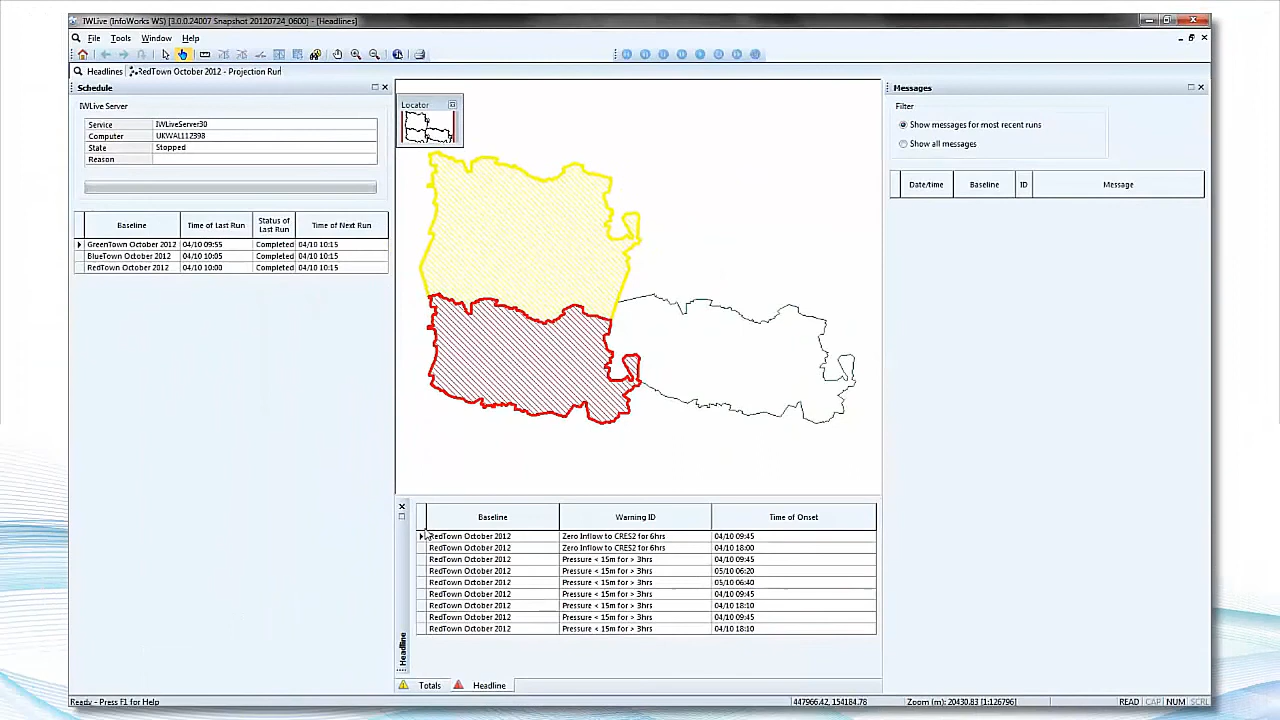 IWLive (InfoWorks WS) [3.0.0.24007 Snapshot 20120724_0600] - [Headlines]
File Tools Window Help
Headlines RedTown October 2012 - Projection Run
Schedule
IWLive Server
Service IWLiveServer30
Computer UKWAL112398
State Stopped
Reason
Baseline Time of Last Run Status of Last Run Time of Next Run
GreenTown October 2012 04/10 09:55 Completed 04/10 10:15
BlueTown October 2012 04/10 10:05 Completed 04/10 10:15
RedTown October 2012 04/10 10:00 Completed 04/10 10:15
Locator
Messages
Filter
Show messages for most recent runs
Show all messages
Date/time Baseline ID Message
Baseline Warning ID Time of Onset
RedTown October 2012 Zero Inflow to CRES2 for 6hrs 04/10 09:45
RedTown October 2012 Zero Inflow to CRES2 for 6hrs 04/10 18:00
RedTown October 2012 Pressure < 15m for > 3hrs 04/10 09:45
RedTown October 2012 Pressure < 15m for > 3hrs 05/10 06:20
RedTown October 2012 Pressure < 15m for > 3hrs 05/10 06:40
RedTown October 2012 Pressure < 15m for > 3hrs 04/10 09:45
RedTown October 2012 Pressure < 15m for > 3hrs 04/10 18:10
RedTown October 2012 Pressure < 15m for > 3hrs 04/10 09:45
RedTown October 2012 Pressure < 15m for > 3hrs 04/10 18:10
Headline
Totals Headline
Ready - Press F1 for Help 447966.42, 154184.78 Zoom (m): 20430.83 [1:126796] READ CAP NUM SCRL